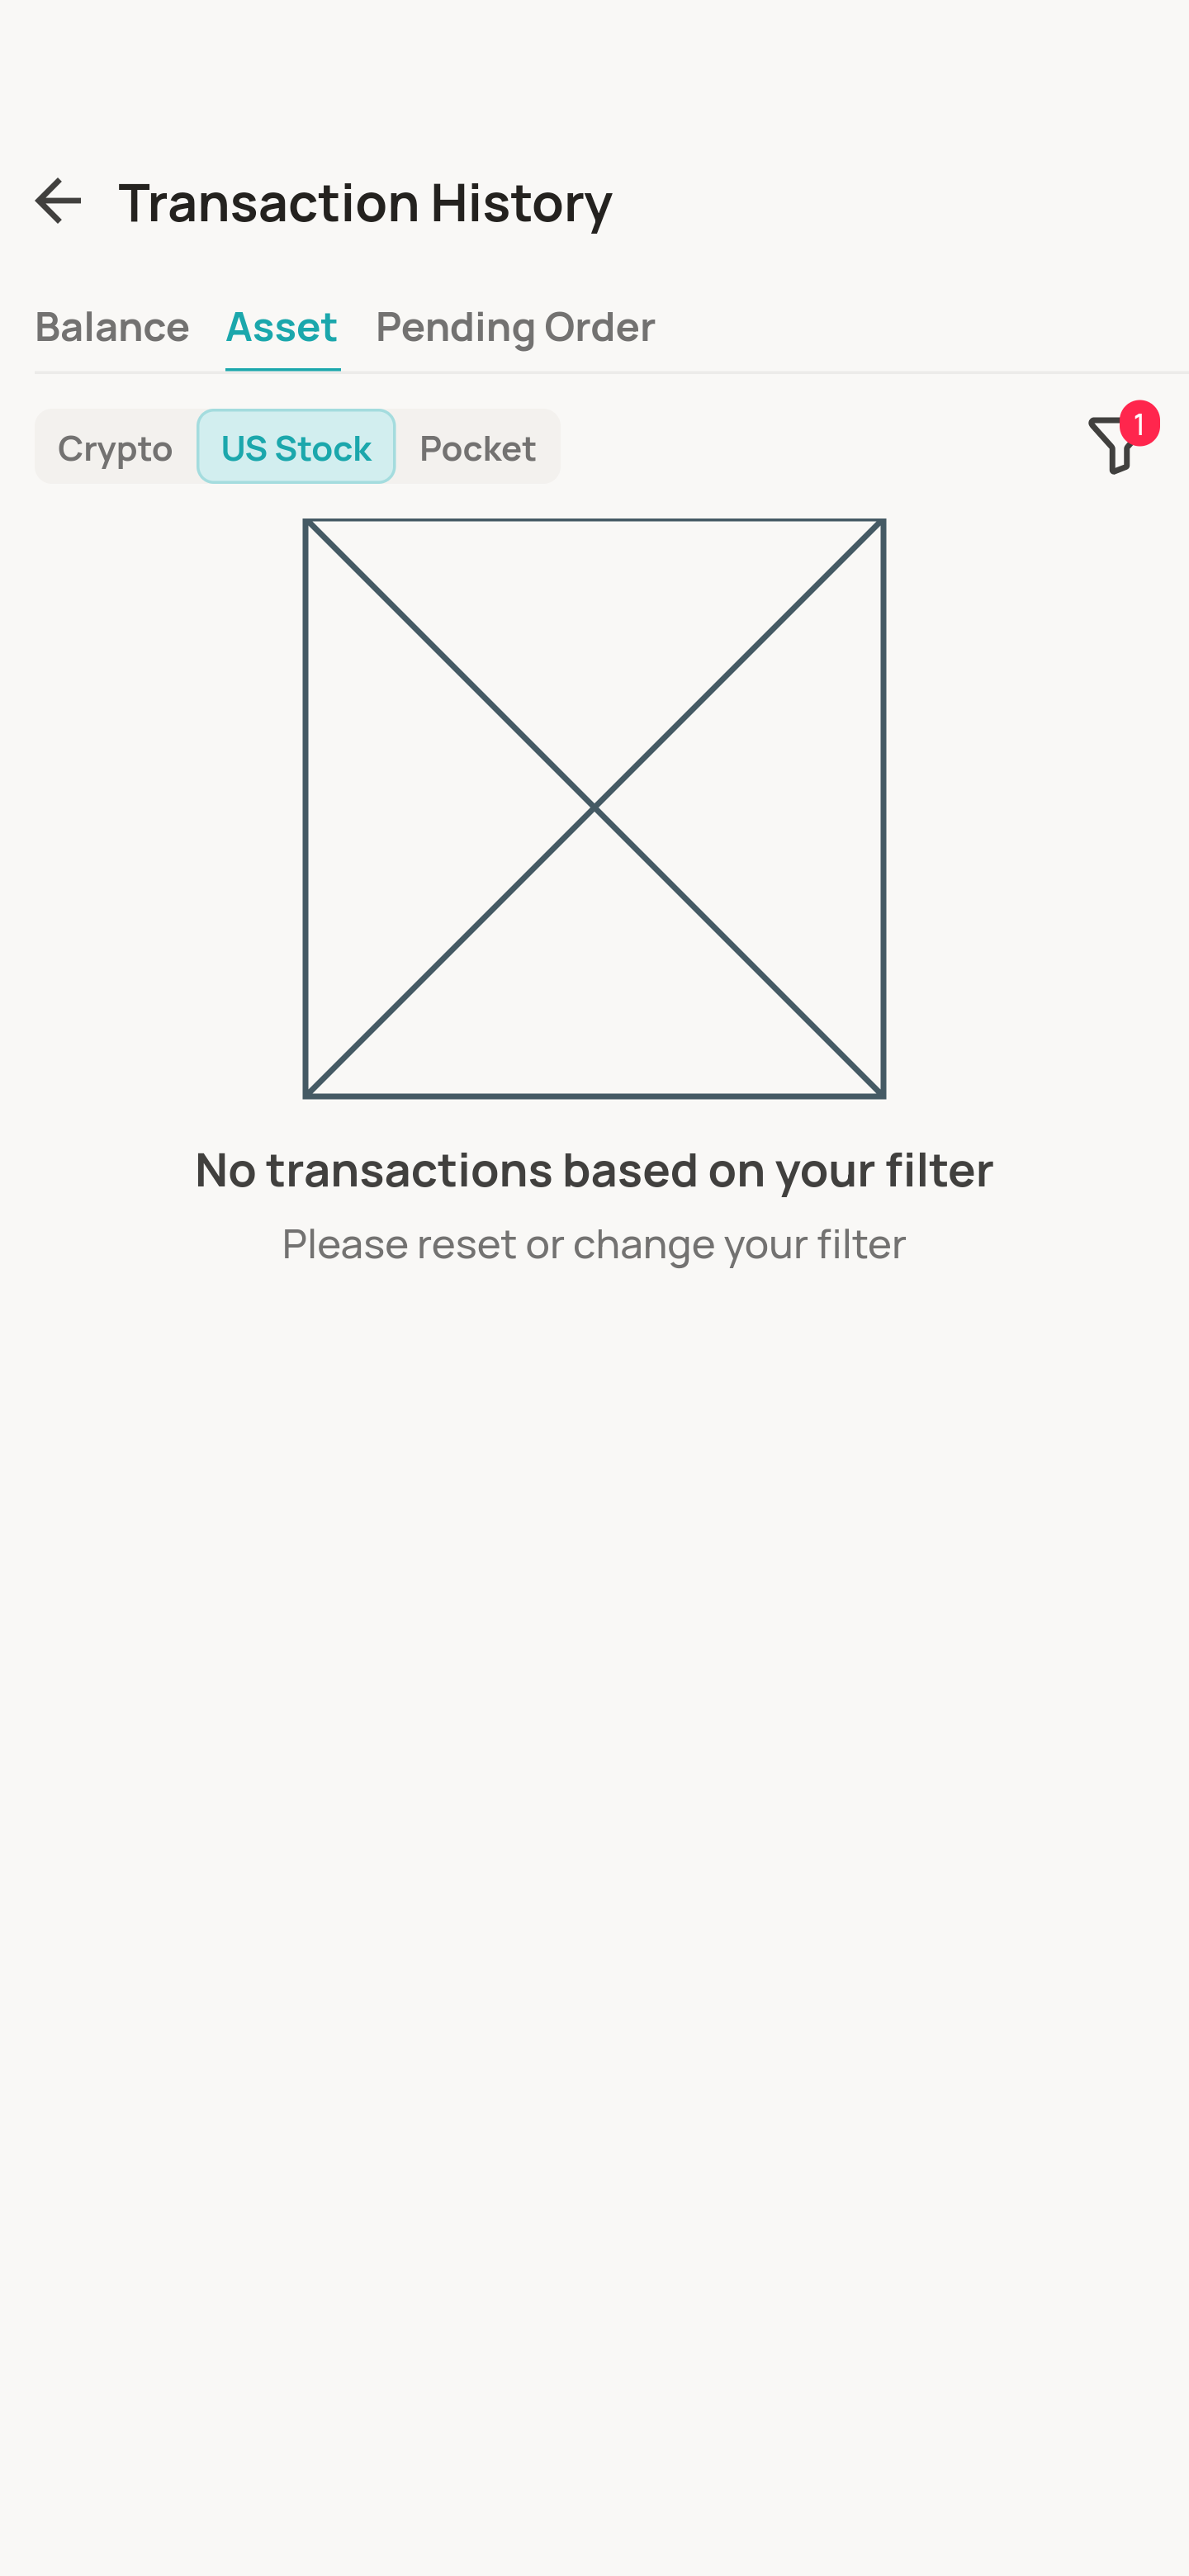 Transaction History
Balance Asset Pending Order
Crypto US Stock Pocket 1
No transactions based on your filter
Please reset or change your filter